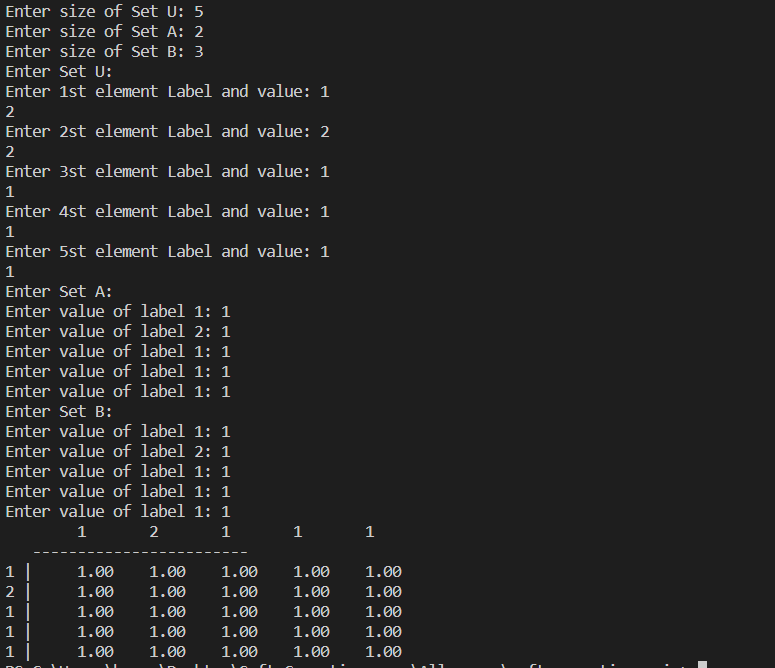 Enter size of Set U: 5
Enter size of Set A: 2
Enter size of Set B: 3
Enter Set U:
Enter 1st element Label and value: 1
2
Enter 2st element Label and value: 2
2
Enter 3st element Label and value: 1
1
Enter 4st element Label and value: 1
1
Enter 5st element Label and value: 1
1
Enter Set A:
Enter value of label 1: 1
Enter value of label 2: 1
Enter value of label 1: 1
Enter value of label 1: 1
Enter value of label 1: 1
Enter Set B:
Enter value of label 1: 1
Enter value of label 2: 1
Enter value of label 1: 1
Enter value of label 1: 1
Enter value of label 1: 1
        1       2       1       1       1
   ------------------------
1 |     1.00    1.00    1.00    1.00    1.00
2 |     1.00    1.00    1.00    1.00    1.00
1 |     1.00    1.00    1.00    1.00    1.00
1 |     1.00    1.00    1.00    1.00    1.00
1 |     1.00    1.00    1.00    1.00    1.00